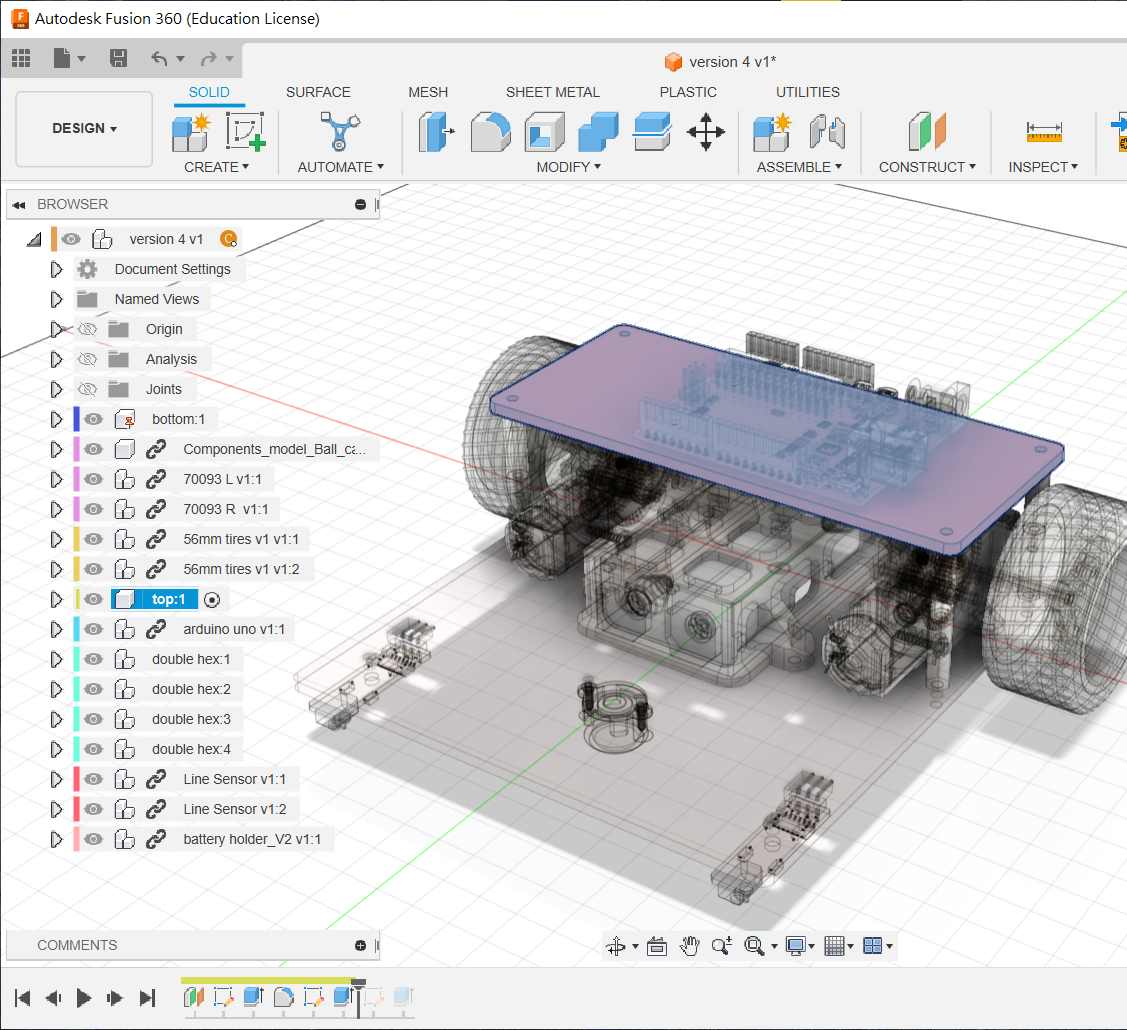 Autodesk Fusion 360 (Education License)
version 4 v1*
SOLID SURFACE MESH SHEET METAL PLASTIC UTILITIES
DESIGN
CREATE AUTOMATE MODIFY ASSEMBLE CONSTRUCT INSPECT
BROWSER
version 4 v1
Document Settings
Named Views
Origin
Analysis
Joints
bottom:1
Components_model_Ball_ca...
70093 L v1:1
70093 R v1:1
56mm tires v1 v1:1
56mm tires v1 v1:2
top:1
arduino uno v1:1
double hex:1
double hex:2
double hex:3
double hex:4
Line Sensor v1:1
Line Sensor v1:2
battery holder_V2 v1:1
COMMENTS